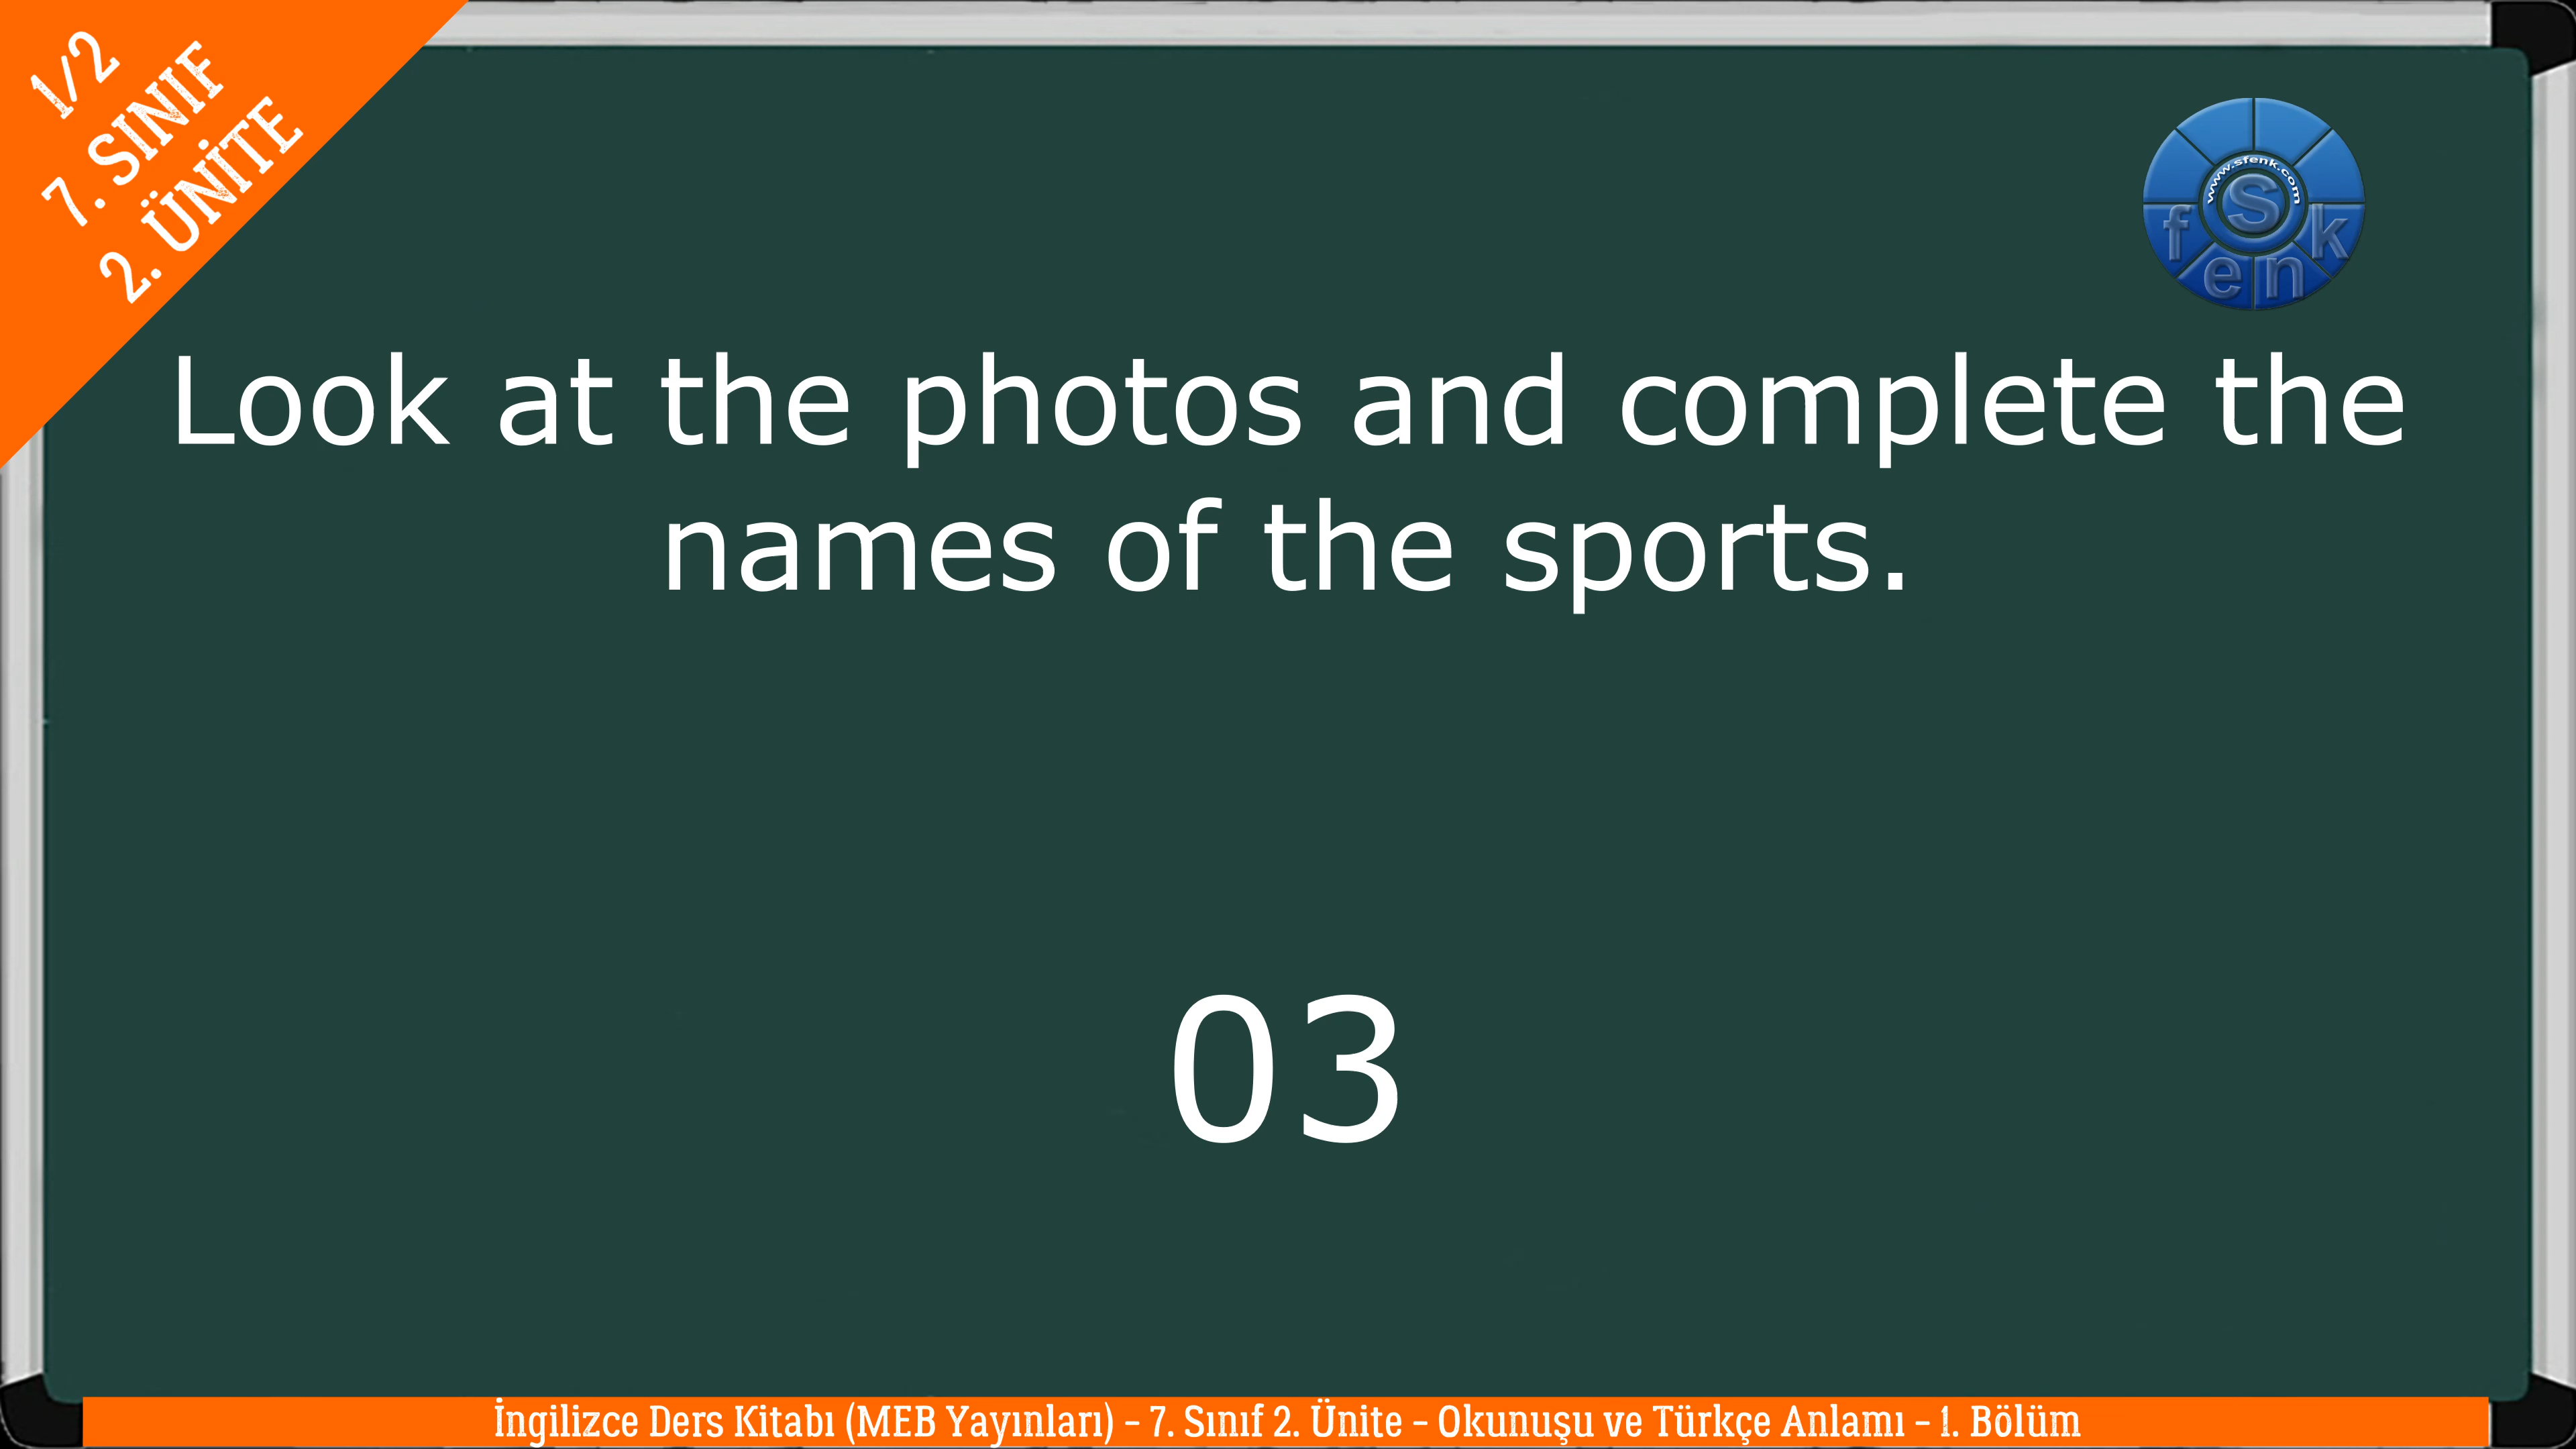 1/2
7. SINIF
2. ÜNİTE
www.sfenk.com
S
f e n k
Look at the photos and complete the
names of the sports.
03
İngilizce Ders Kitabı (MEB Yayınları) – 7. Sınıf 2. Ünite – Okunuşu ve Türkçe Anlamı – 1. Bölüm